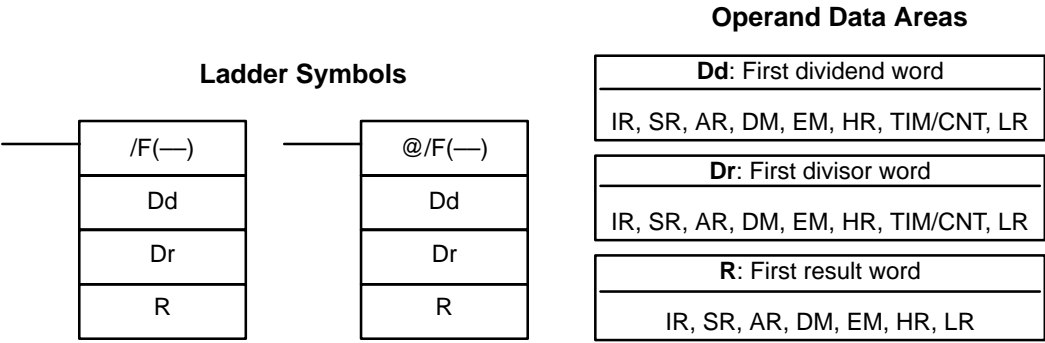 Ladder Symbols
/F(—)
Dd
Dr
R
@/F(—)
Dd
Dr
R
Operand Data Areas
Dd: First dividend word
IR, SR, AR, DM, EM, HR, TIM/CNT, LR
Dr: First divisor word
IR, SR, AR, DM, EM, HR, TIM/CNT, LR
R: First result word
IR, SR, AR, DM, EM, HR, LR